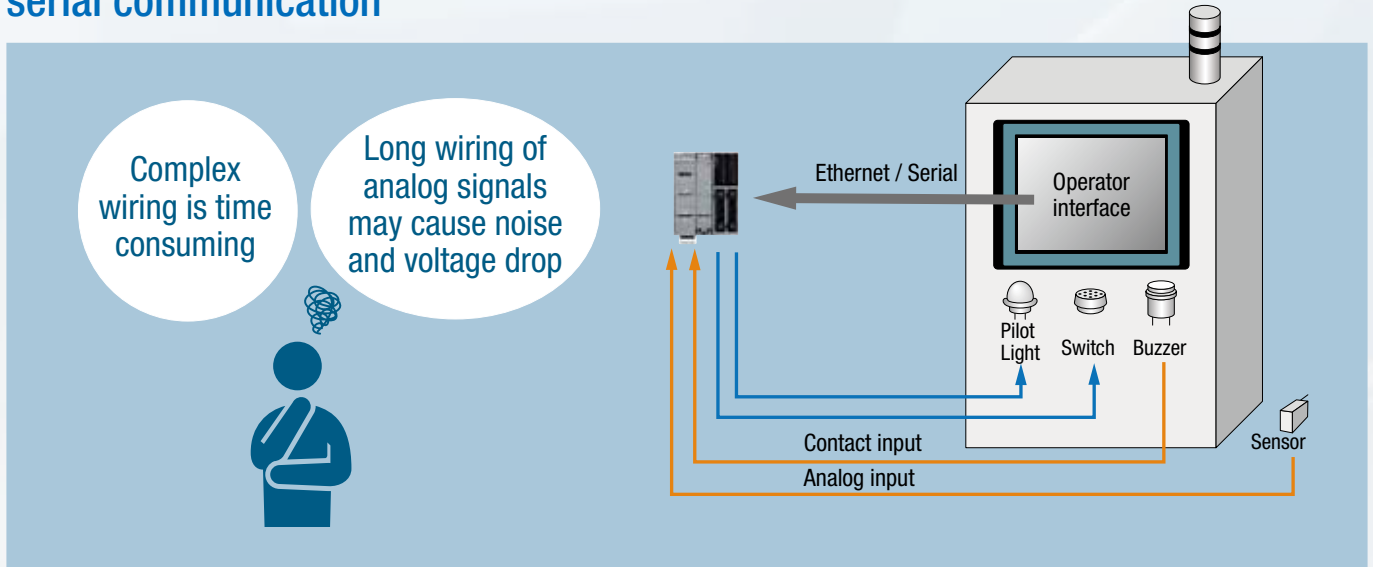 serial communication
Complex
wiring is time
consuming
Long wiring of
analog signals
may cause noise
and voltage drop
Ethernet / Serial
Operator
interface
Pilot
Light
Switch
Buzzer
Contact input
Analog input
Sensor